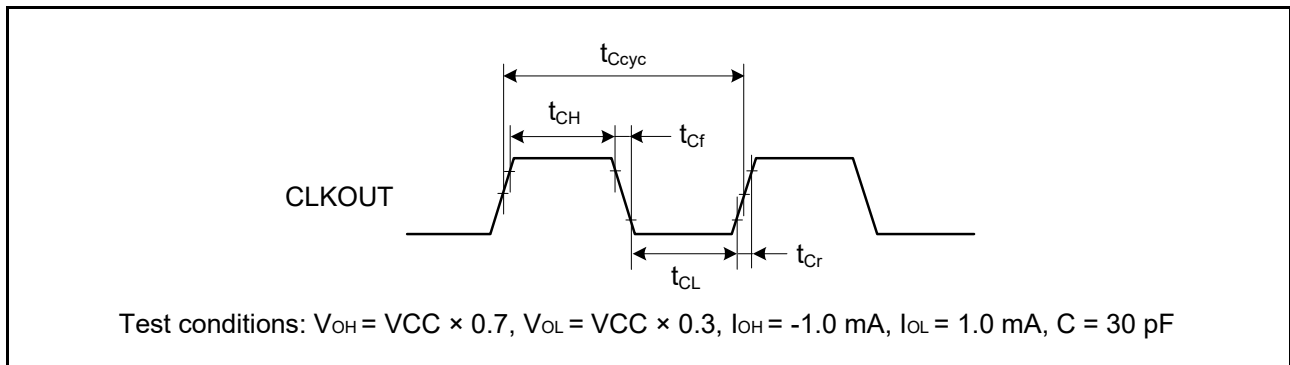 tCcyc
tCH
tCf
CLKOUT
tCr
tCL
Test conditions: VOH = VCC × 0.7, VOL = VCC × 0.3, IOH = -1.0 mA, IOL = 1.0 mA, C = 30 pF